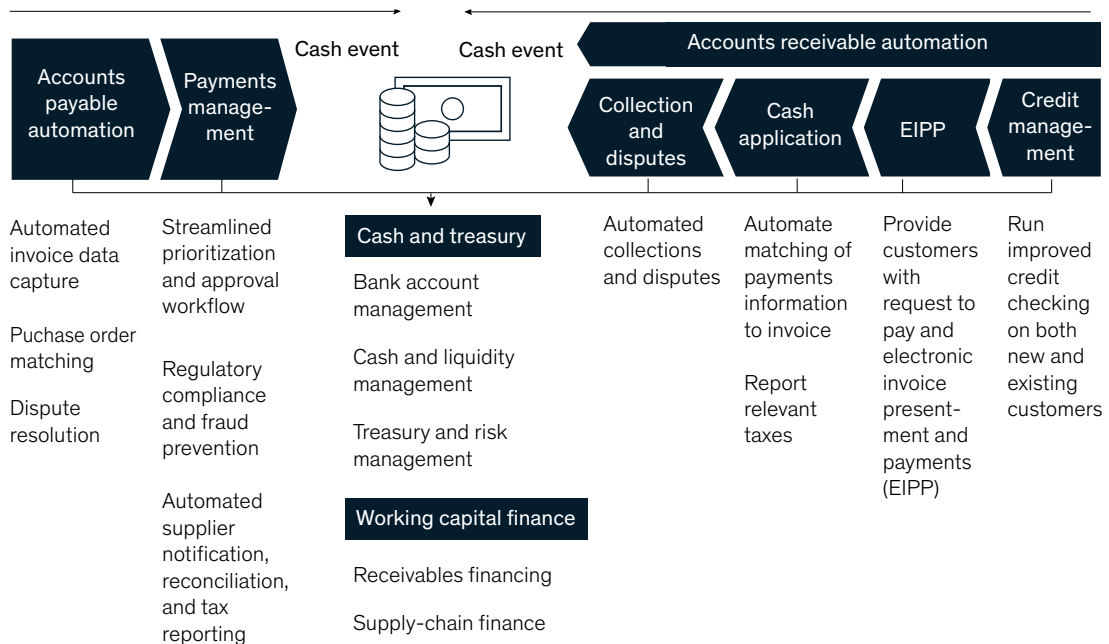 Cash event
Cash event
Accounts receivable automation
Accounts
payable
automation
Payments
manage-
ment
Collection
and
disputes
Cash
application
EIPP
Credit
manage-
ment
Automated
invoice data
capture
Puchase order
matching
Dispute
resolution
Streamlined
prioritization
and approval
workflow
Regulatory
compliance
and fraud
prevention
Automated
supplier
notification,
reconciliation,
and tax
reporting
Cash and treasury
Bank account
management
Cash and liquidity
management
Treasury and risk
management
Working capital finance
Receivables financing
Supply-chain finance
Automated
collections
and disputes
Automate
matching of
payments
information
to invoice
Report
relevant
taxes
Provide
customers
with
request to
pay and
electronic
invoice
present-
ment and
payments
(EIPP)
Run
improved
credit
checking
on both
new and
existing
customers